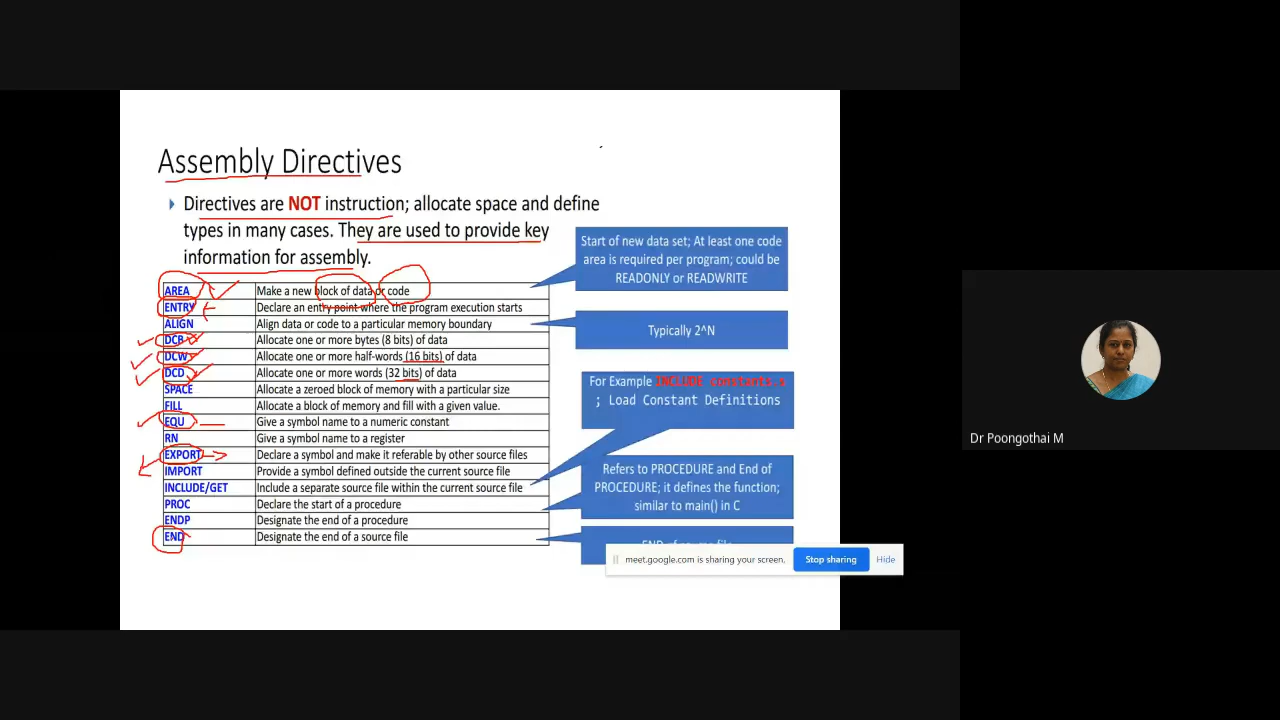 Assembly Directives
Directives are NOT instruction; allocate space and define
types in many cases. They are used to provide key
information for assembly.
AREA Make a new block of data or code
ENTRY Declare an entry point where the program execution starts
ALIGN Align data or code to a particular memory boundary
DCB Allocate one or more bytes (8 bits) of data
DCW Allocate one or more half-words (16 bits) of data
DCD Allocate one or more words (32 bits) of data
SPACE Allocate a zeroed block of memory with a particular size
FILL Allocate a block of memory and fill with a given value.
EQU Give a symbol name to a numeric constant
RN Give a symbol name to a register
EXPORT Declare a symbol and make it referable by other source files
IMPORT Provide a symbol defined outside the current source file
INCLUDE/GET Include a separate source file within the current source file
PROC Declare the start of a procedure
ENDP Designate the end of a procedure
END Designate the end of a source file
Start of new data set; At least one code
area is required per program; could be
READONLY or READWRITE
Typically 2^N
For Example INCLUDE constants.s
; Load Constant Definitions
Refers to PROCEDURE and End of
PROCEDURE; it defines the function;
similar to main() in C
meet.google.com is sharing your screen. Stop sharing Hide
Dr Poongothai M